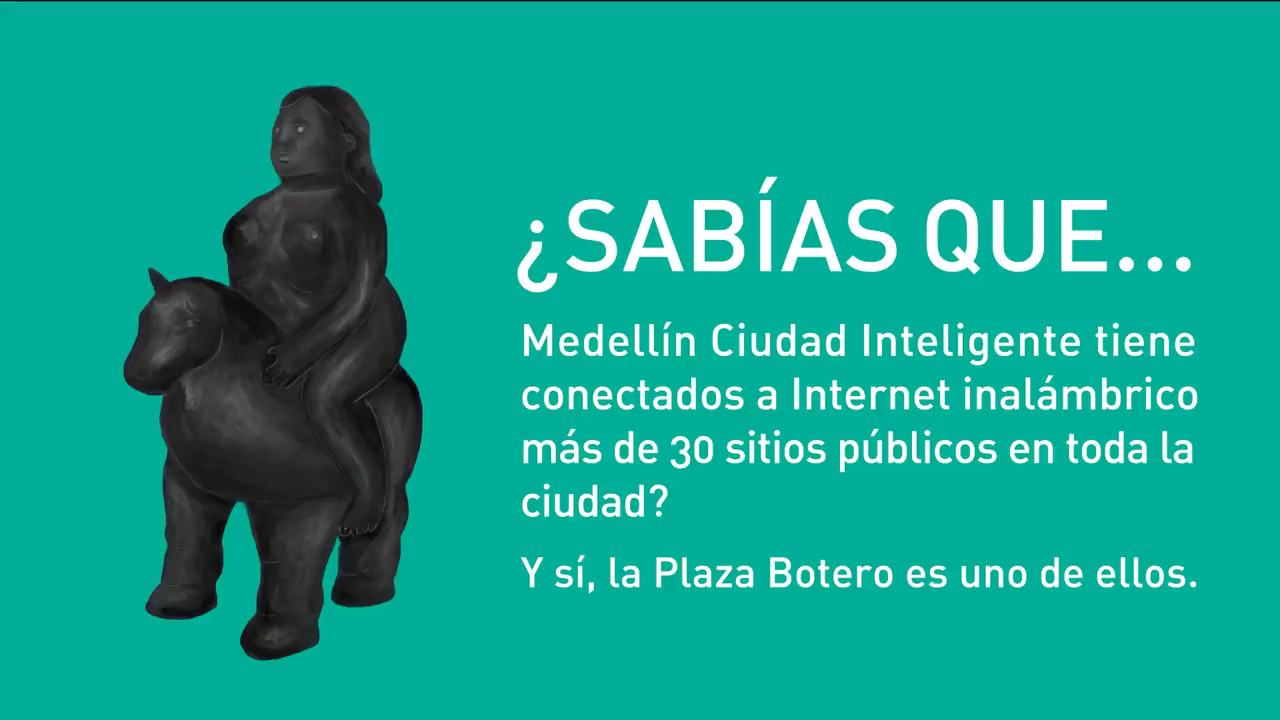 ¿SABÍAS QUE...
Medellín Ciudad Inteligente tiene
conectados a Internet inalámbrico
más de 30 sitios públicos en toda la
ciudad?
Y sí, la Plaza Botero es uno de ellos.